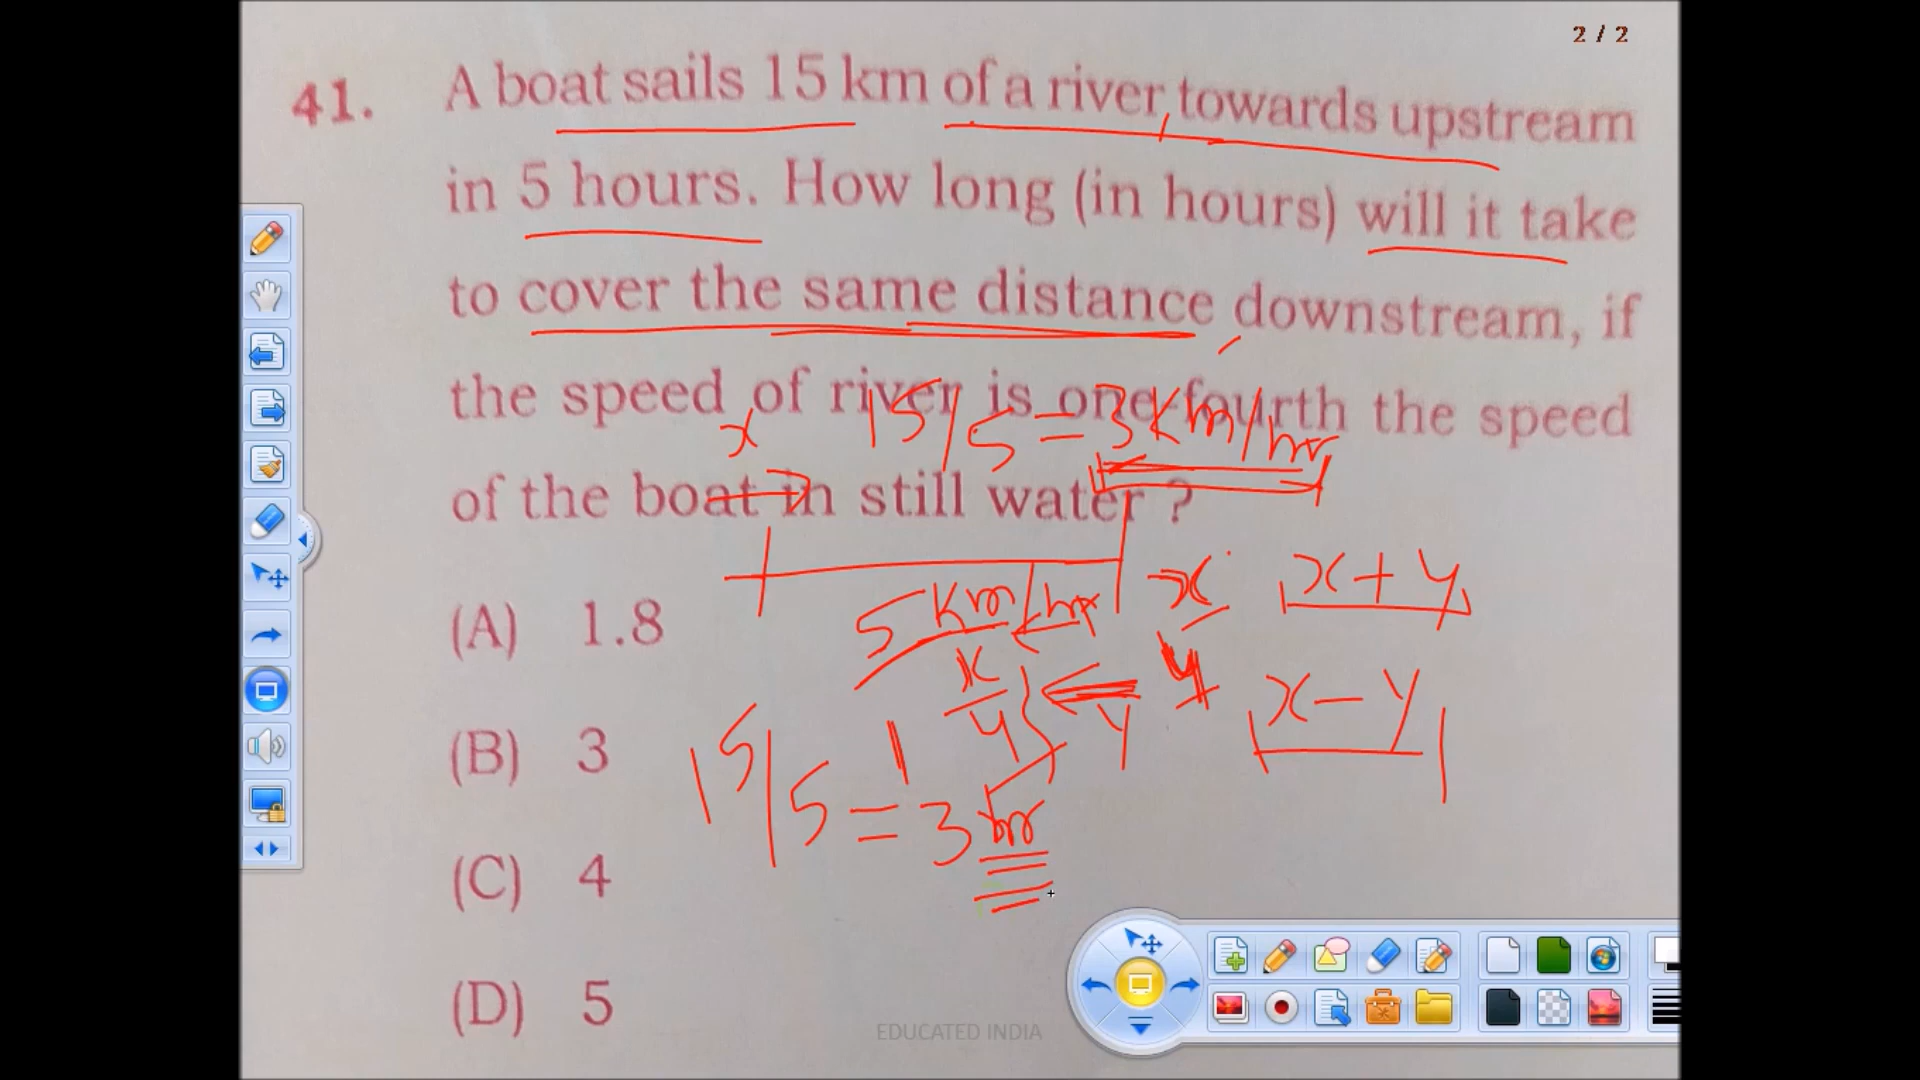 2 / 2
41. A boat sails 15 km of a river, towards upstream
in 5 hours. How long (in hours) will it take
to cover the same distance downstream, if
the speed of river is one-fourth the speed
of the boat in still water ?
x 15/5 = 3 km/hr
(A) 1.8
5 km/hr
x
x + y
x/4
y
y
x - y
(B) 3
15/5 = 3 hr
(C) 4
(D) 5
EDUCATED INDIA